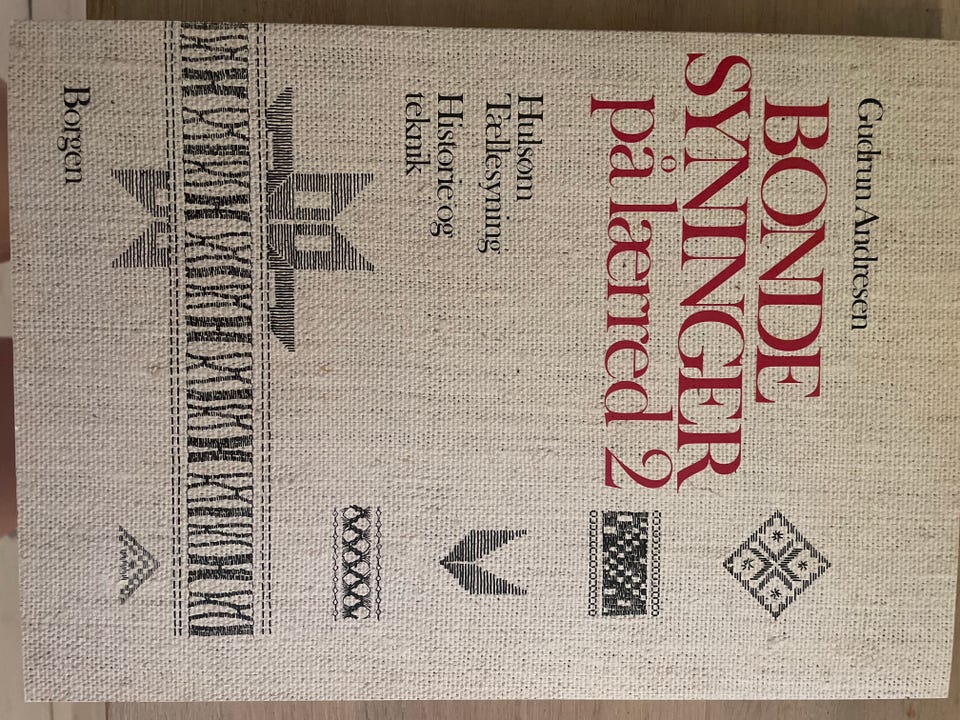 Gudrun Andresen
BONDE
SYNINGER
på lærred 2
Hulsøm
Tællesyning
Historie og
teknik
Borgen